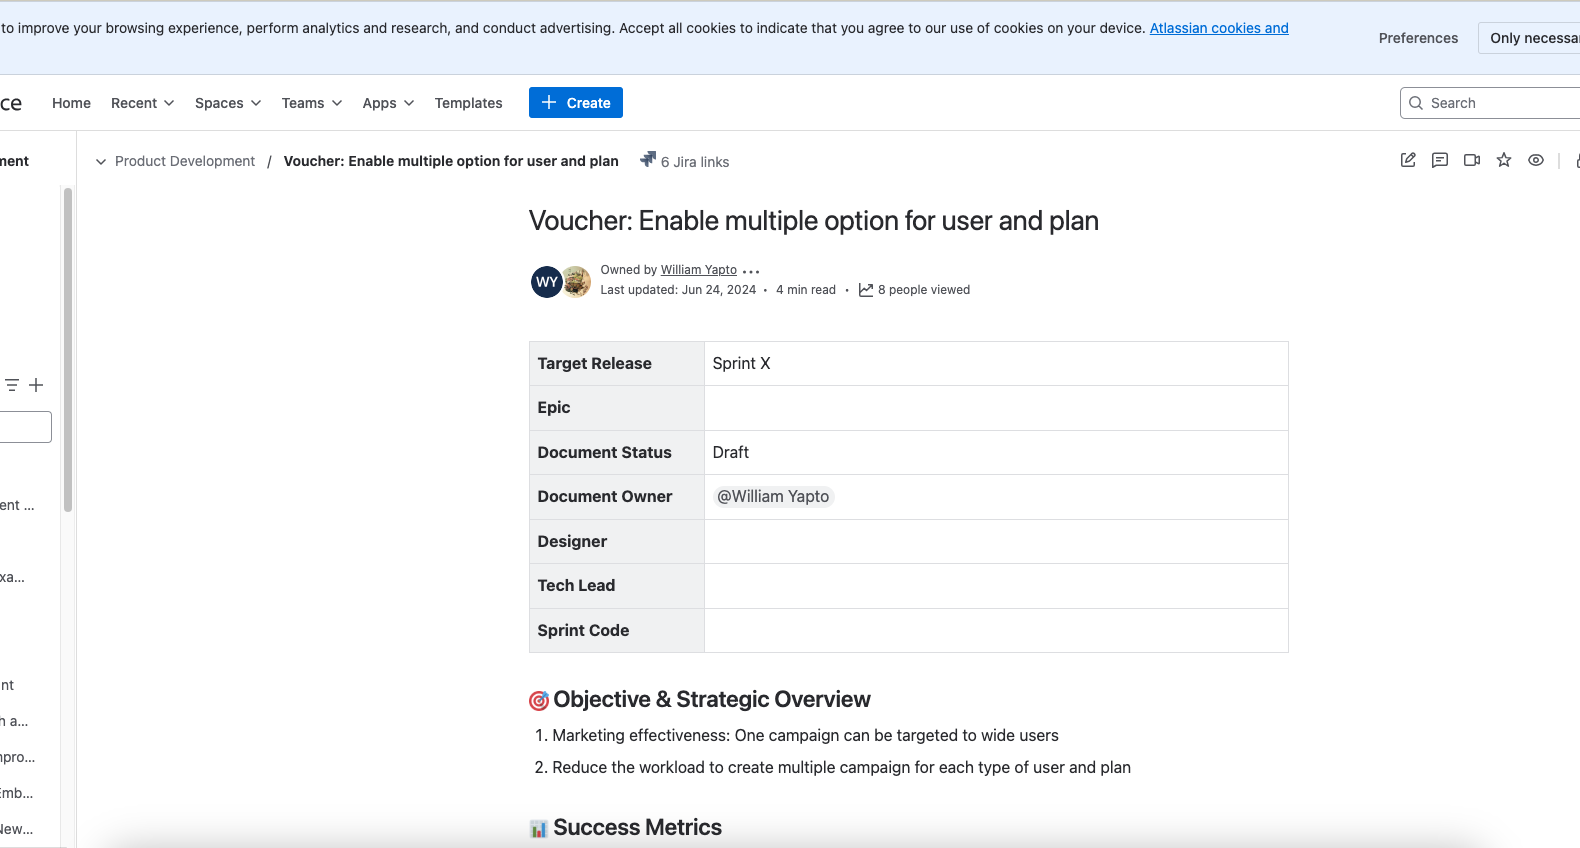 to improve your browsing experience, perform analytics and research, and conduct advertising. Accept all cookies to indicate that you agree to our use of cookies on your device. Atlassian cookies and
Preferences
Only necessa
ce
Home
Recent
Spaces
Teams
Apps
Templates
Create
Search
ment
Product Development / Voucher: Enable multiple option for user and plan
6 Jira links
Voucher: Enable multiple option for user and plan
WY
Owned by William Yapto
Last updated: Jun 24, 2024 • 4 min read • 8 people viewed
Target Release Sprint X
Epic
Document Status Draft
Document Owner @William Yapto
Designer
Tech Lead
Sprint Code
ent ...
xa...
nt
h a...
npro...
Emb...
New...
Objective & Strategic Overview
1. Marketing effectiveness: One campaign can be targeted to wide users
2. Reduce the workload to create multiple campaign for each type of user and plan
Success Metrics